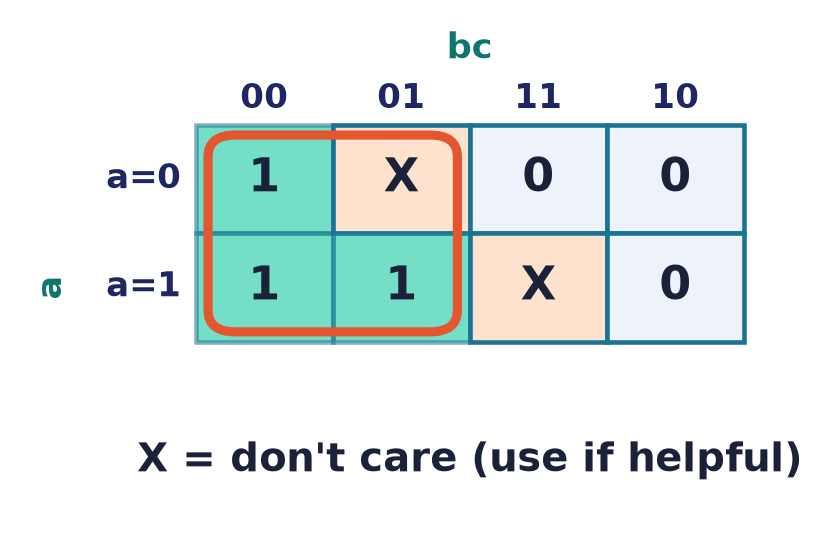 bc
00 01 11 10
a=0 1 X 0 0
a a=1 1 1 X 0
X = don't care (use if helpful)